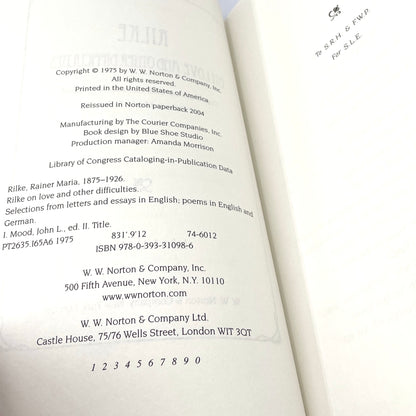 Copyright © 1975 by W. W. Norton & Company, Inc.
All rights reserved.
Printed in the United States of America.
Reissued in Norton paperback 2004
Manufacturing by The Courier Companies, Inc.
Book design by Blue Shoe Studio
Production manager: Amanda Morrison
Library of Congress Cataloging-in-Publication Data
Rilke, Rainer Maria, 1875–1926.
Rilke on love and other difficulties.
Selections from letters and essays in English; poems in English and
German.
I. Mood, John L., ed. II. Title.
PT2635.I65A6 1975 831'.9'12 74-6012
ISBN 978-0-393-31098-6
W. W. Norton & Company, Inc.
500 Fifth Avenue, New York, N.Y. 10110
www.wwnorton.com
W. W. Norton & Company Ltd.
Castle House, 75/76 Wells Street, London W1T 3QT
1 2 3 4 5 6 7 8 9 0
To S.R.H. & F.W.P.
For S.L.E.